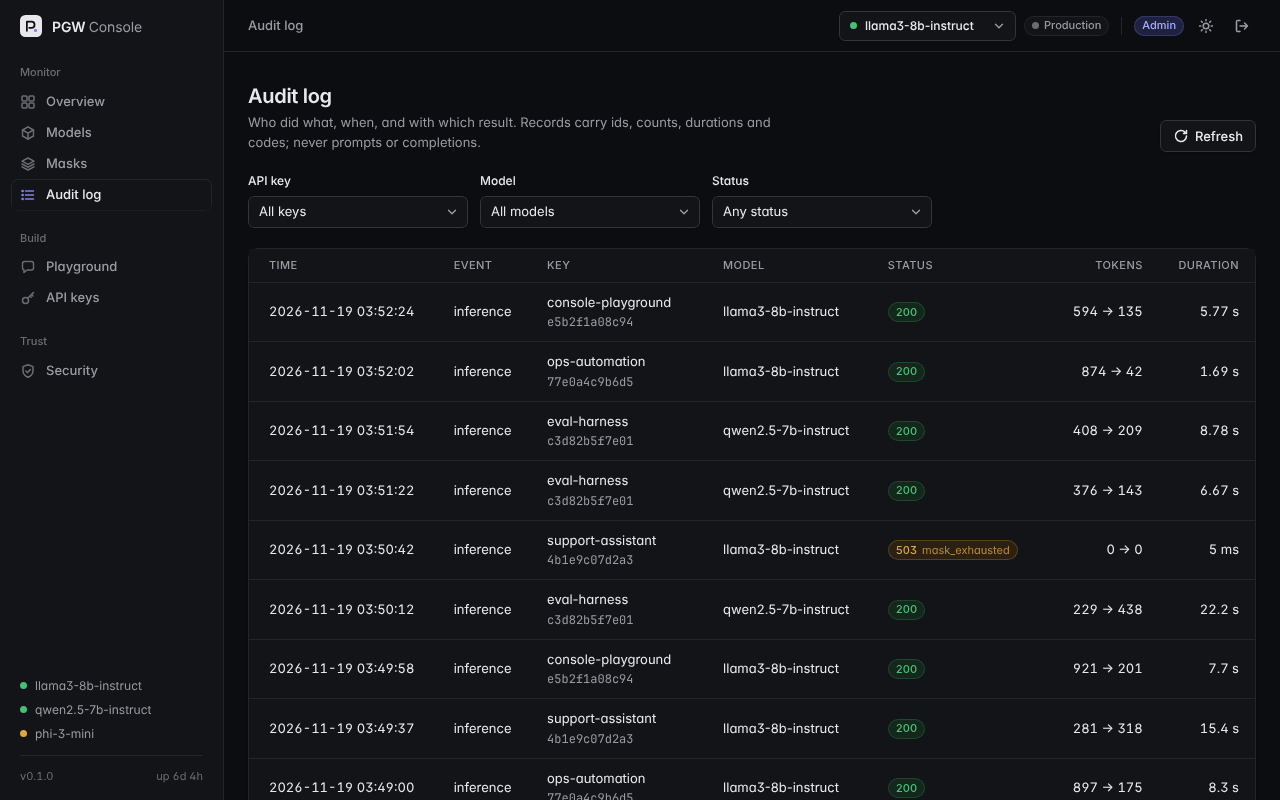 PGW Console
Audit log
llama3-8b-instruct
Production
Admin
Monitor
Overview
Models
Masks
Audit log
Build
Playground
API keys
Trust
Security
llama3-8b-instruct
qwen2.5-7b-instruct
phi-3-mini
v0.1.0 up 6d 4h
Audit log
Who did what, when, and with which result. Records carry ids, counts, durations and
codes; never prompts or completions.
Refresh
API key Model Status
All keys All models Any status
TIME EVENT KEY MODEL STATUS TOKENS DURATION
2026-11-19 03:52:24 inference console-playground llama3-8b-instruct 200 594 → 135 5.77 s
e5b2f1a08c94
2026-11-19 03:52:02 inference ops-automation llama3-8b-instruct 200 874 → 42 1.69 s
77e0a4c9b6d5
2026-11-19 03:51:54 inference eval-harness qwen2.5-7b-instruct 200 408 → 209 8.78 s
c3d82b5f7e01
2026-11-19 03:51:22 inference eval-harness qwen2.5-7b-instruct 200 376 → 143 6.67 s
c3d82b5f7e01
2026-11-19 03:50:42 inference support-assistant llama3-8b-instruct 503 mask_exhausted 0 → 0 5 ms
4b1e9c07d2a3
2026-11-19 03:50:12 inference eval-harness qwen2.5-7b-instruct 200 229 → 438 22.2 s
c3d82b5f7e01
2026-11-19 03:49:58 inference console-playground llama3-8b-instruct 200 921 → 201 7.7 s
e5b2f1a08c94
2026-11-19 03:49:37 inference support-assistant llama3-8b-instruct 200 281 → 318 15.4 s
4b1e9c07d2a3
2026-11-19 03:49:00 inference ops-automation llama3-8b-instruct 200 897 → 175 8.3 s
77e0a4c9b6d5